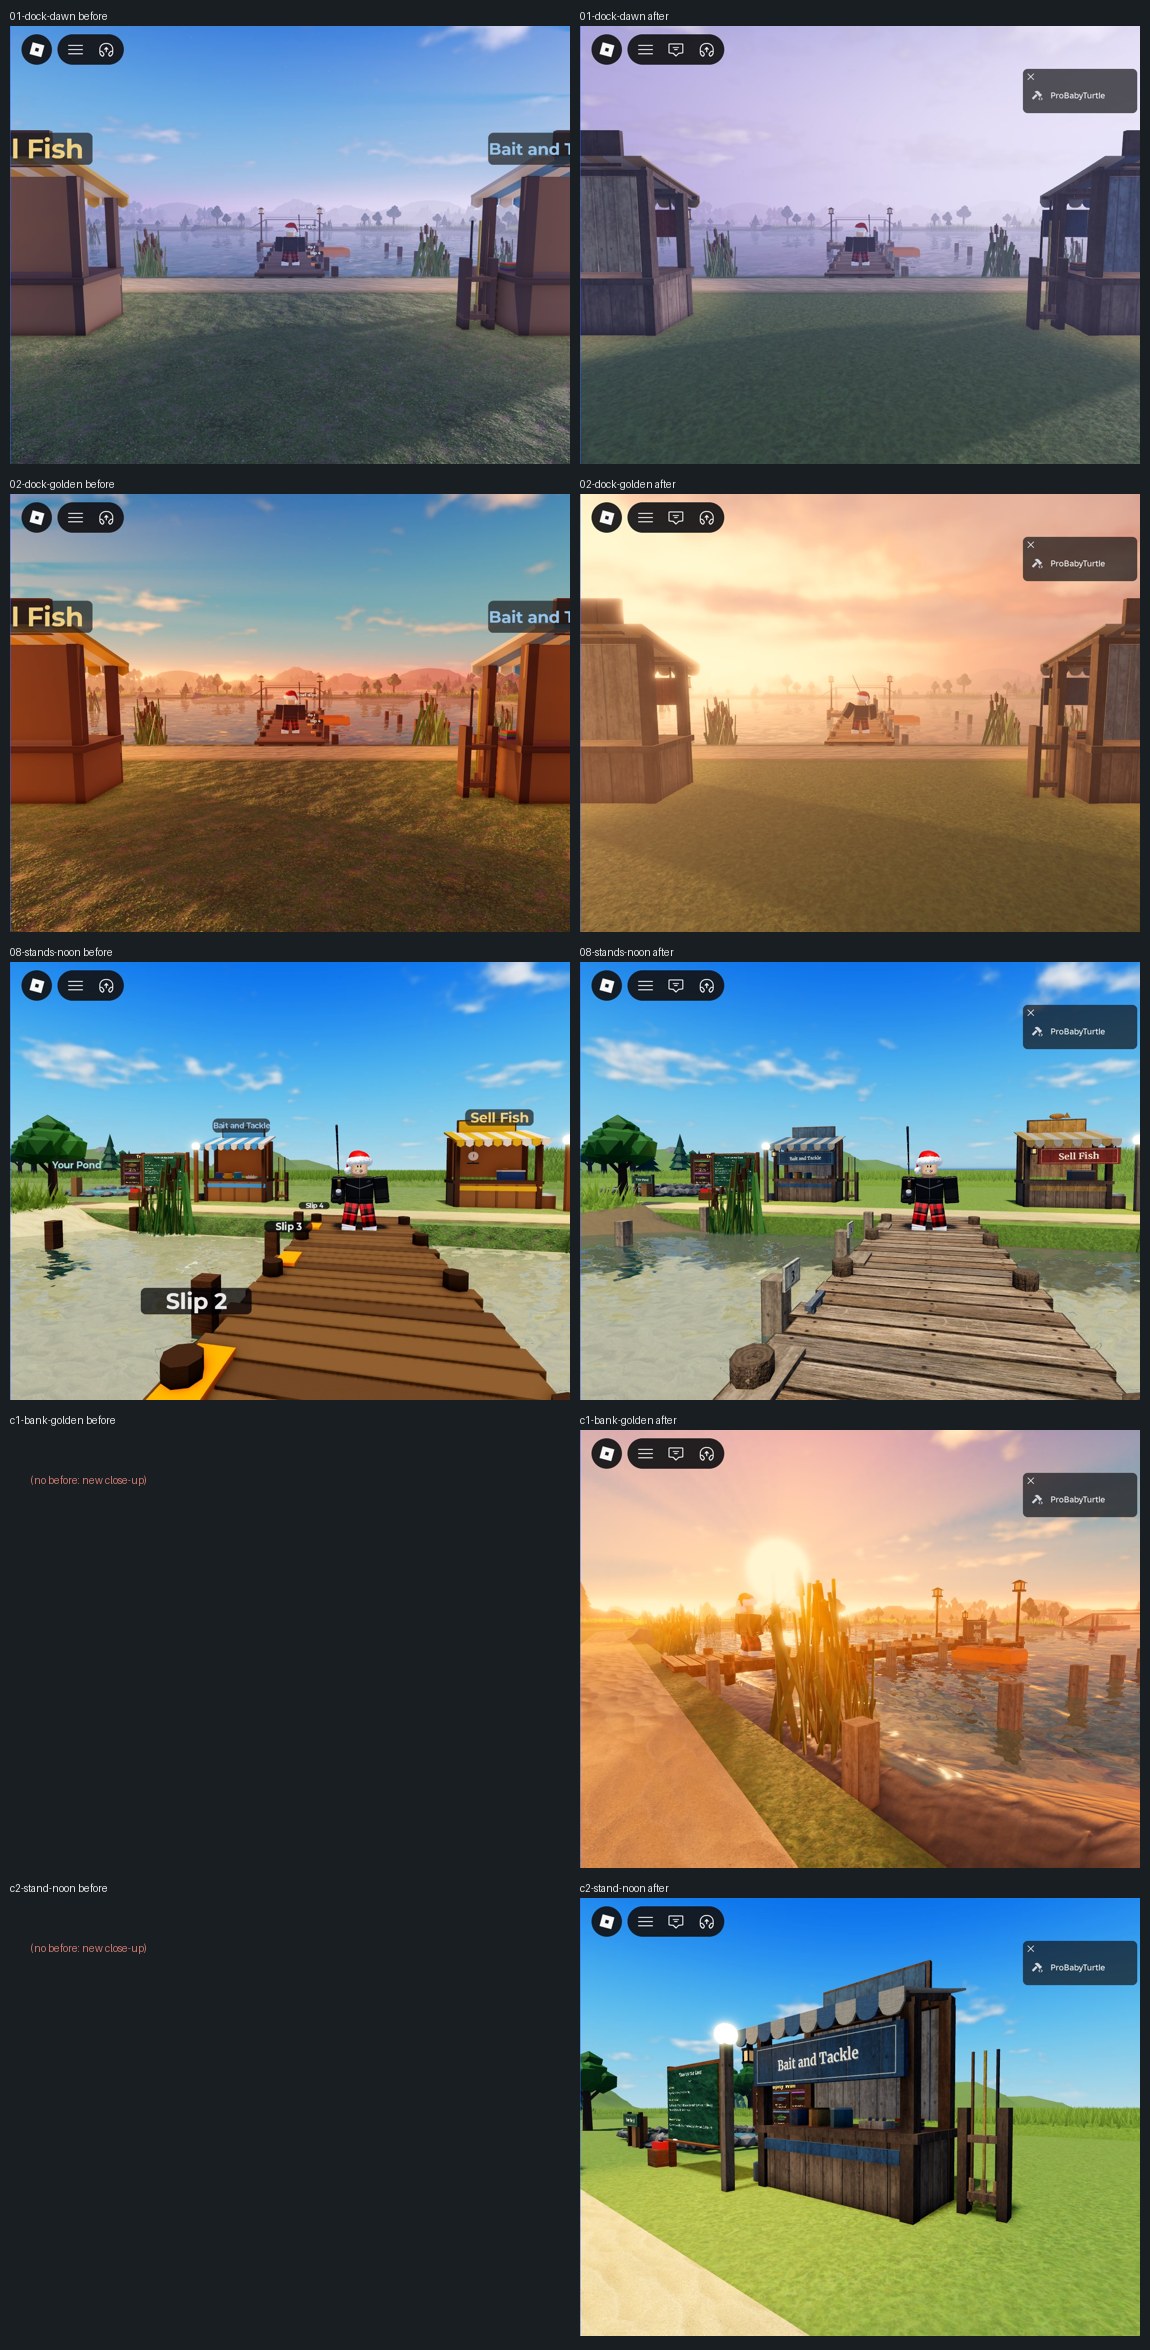 01-dock-dawn before
01-dock-dawn after
ProBabyTurtle
l Fish
Bait and T
02-dock-golden before
02-dock-golden after
ProBabyTurtle
l Fish
Bait and T
08-stands-noon before
08-stands-noon after
ProBabyTurtle
Sell Fish
Bait and Tackle
Your Pond
Slip 4
Slip 3
Slip 2
Sell Fish
Bait and Tackle
3
c1-bank-golden before
c1-bank-golden after
(no before: new close-up)
ProBabyTurtle
c2-stand-noon before
c2-stand-noon after
(no before: new close-up)
ProBabyTurtle
Bait and Tackle